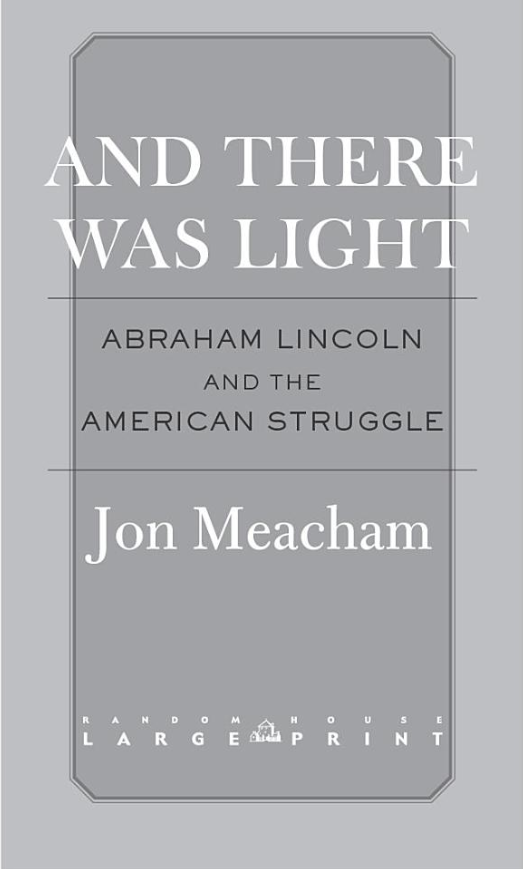 AND THERE
WAS LIGHT
ABRAHAM LINCOLN
AND THE
AMERICAN STRUGGLE
Jon Meacham
RANDOM HOUSE
LARGE PRINT